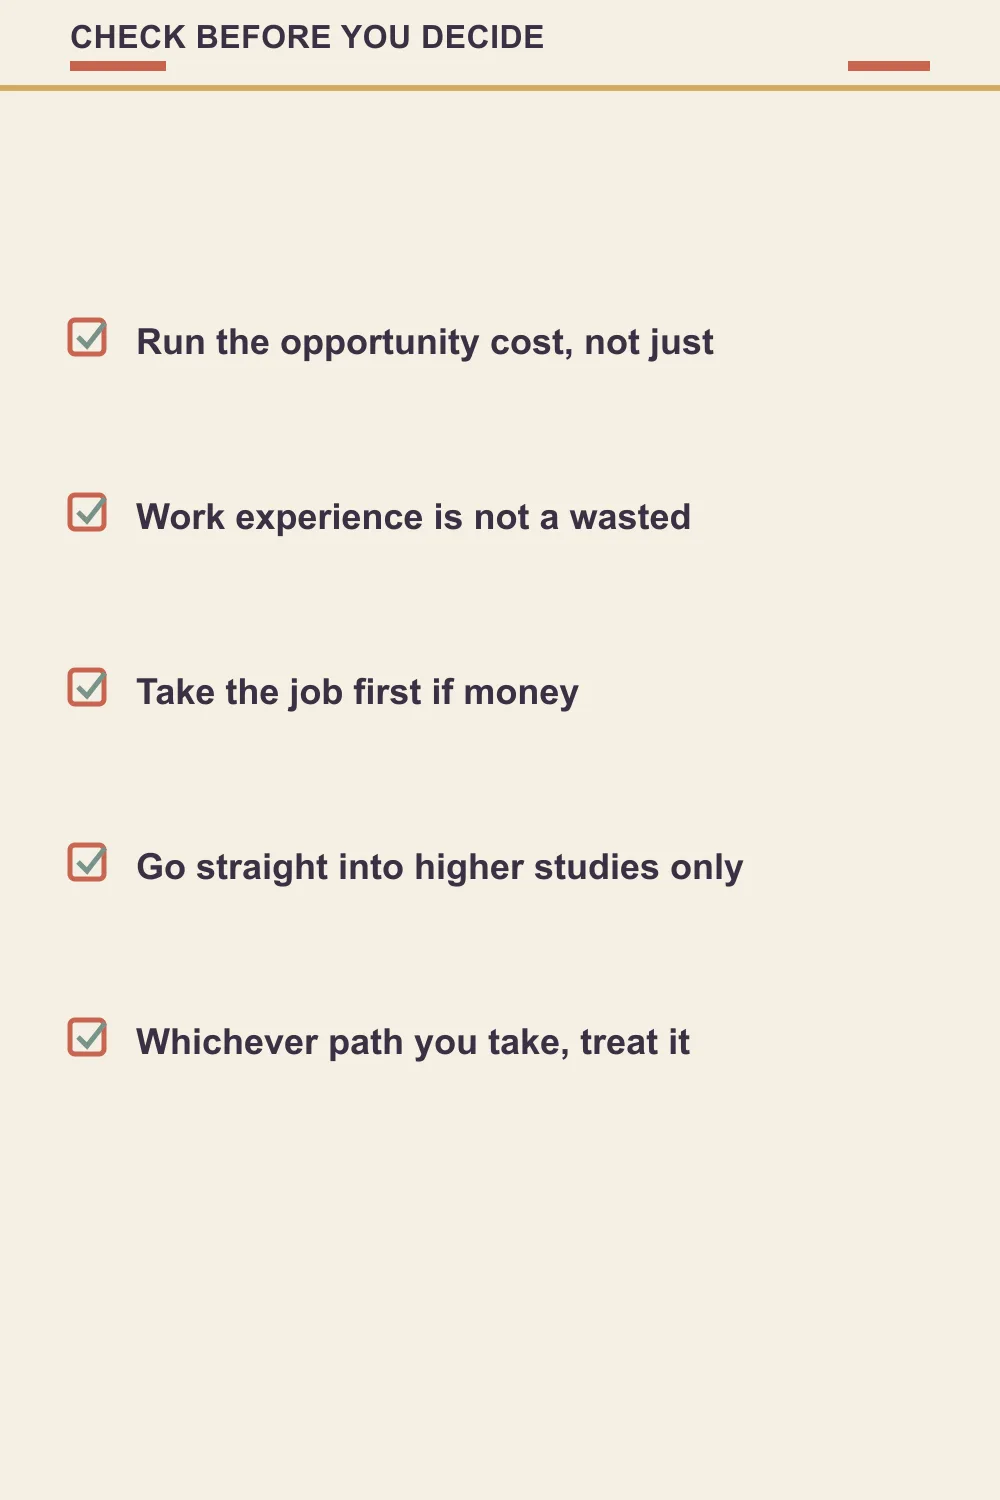 CHECK BEFORE YOU DECIDE
Run the opportunity cost, not just
Work experience is not a wasted
Take the job first if money
Go straight into higher studies only
Whichever path you take, treat it